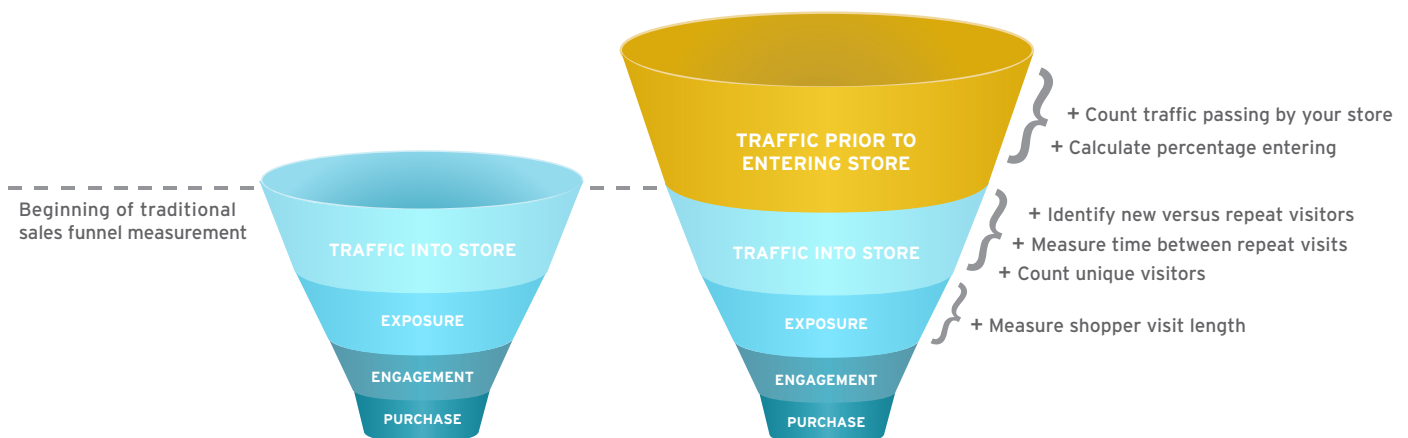 Beginning of traditional
sales funnel measurement
TRAFFIC INTO STORE
EXPOSURE
ENGAGEMENT
PURCHASE
TRAFFIC PRIOR TO
ENTERING STORE
TRAFFIC INTO STORE
EXPOSURE
ENGAGEMENT
PURCHASE
+ Count traffic passing by your store
+ Calculate percentage entering
+ Identify new versus repeat visitors
+ Measure time between repeat visits
+ Count unique visitors
+ Measure shopper visit length